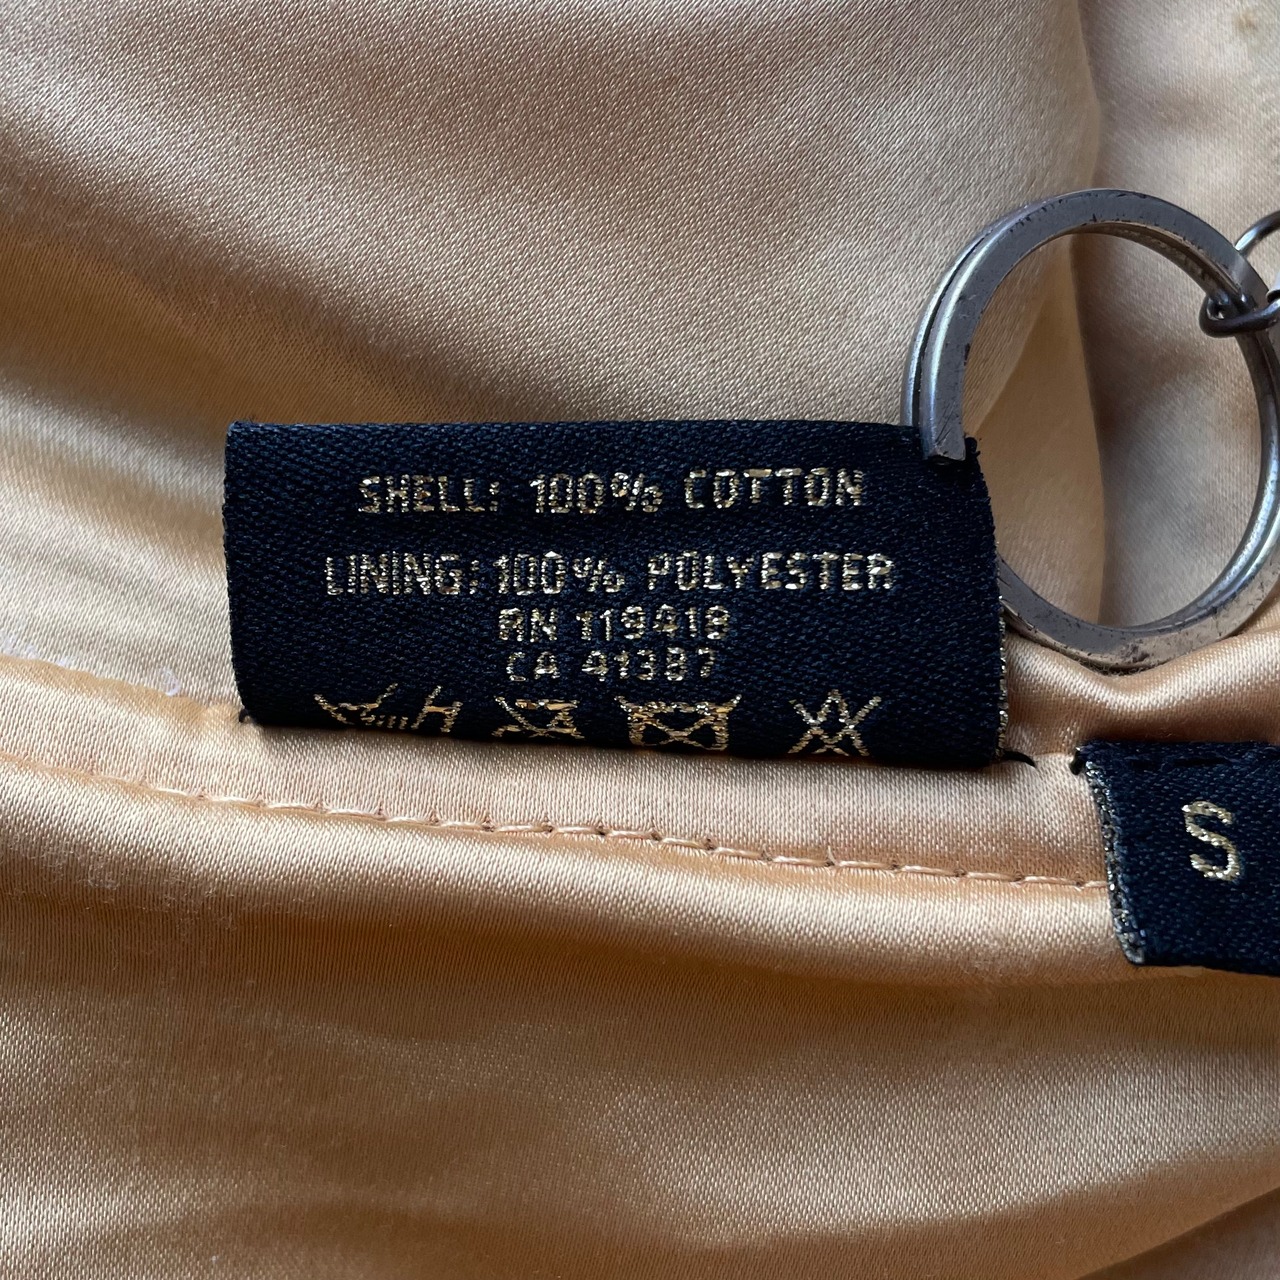 SHELL: 100% COTTON
LINING: 100% POLYESTER
RN 119419
CA 41387
S